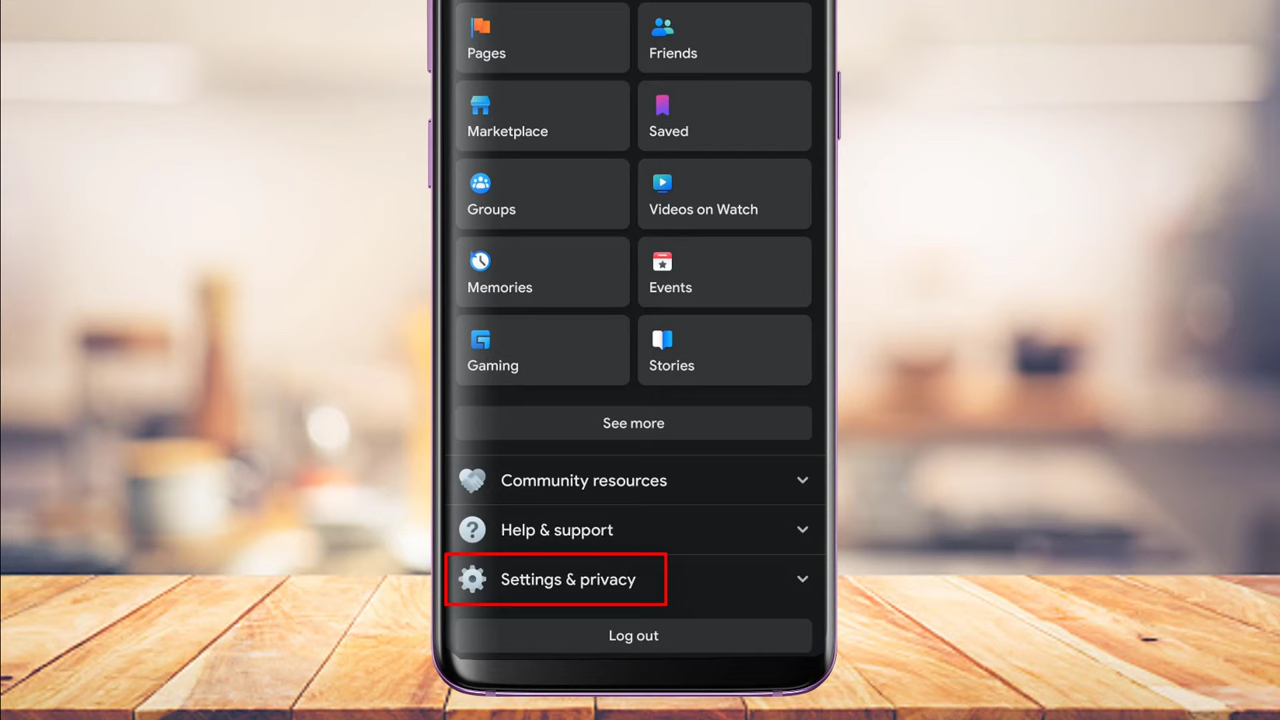 Pages
Friends
Marketplace
Saved
Groups
Videos on Watch
Memories
Events
Gaming
Stories
See more
Community resources
Help & support
Settings & privacy
Log out